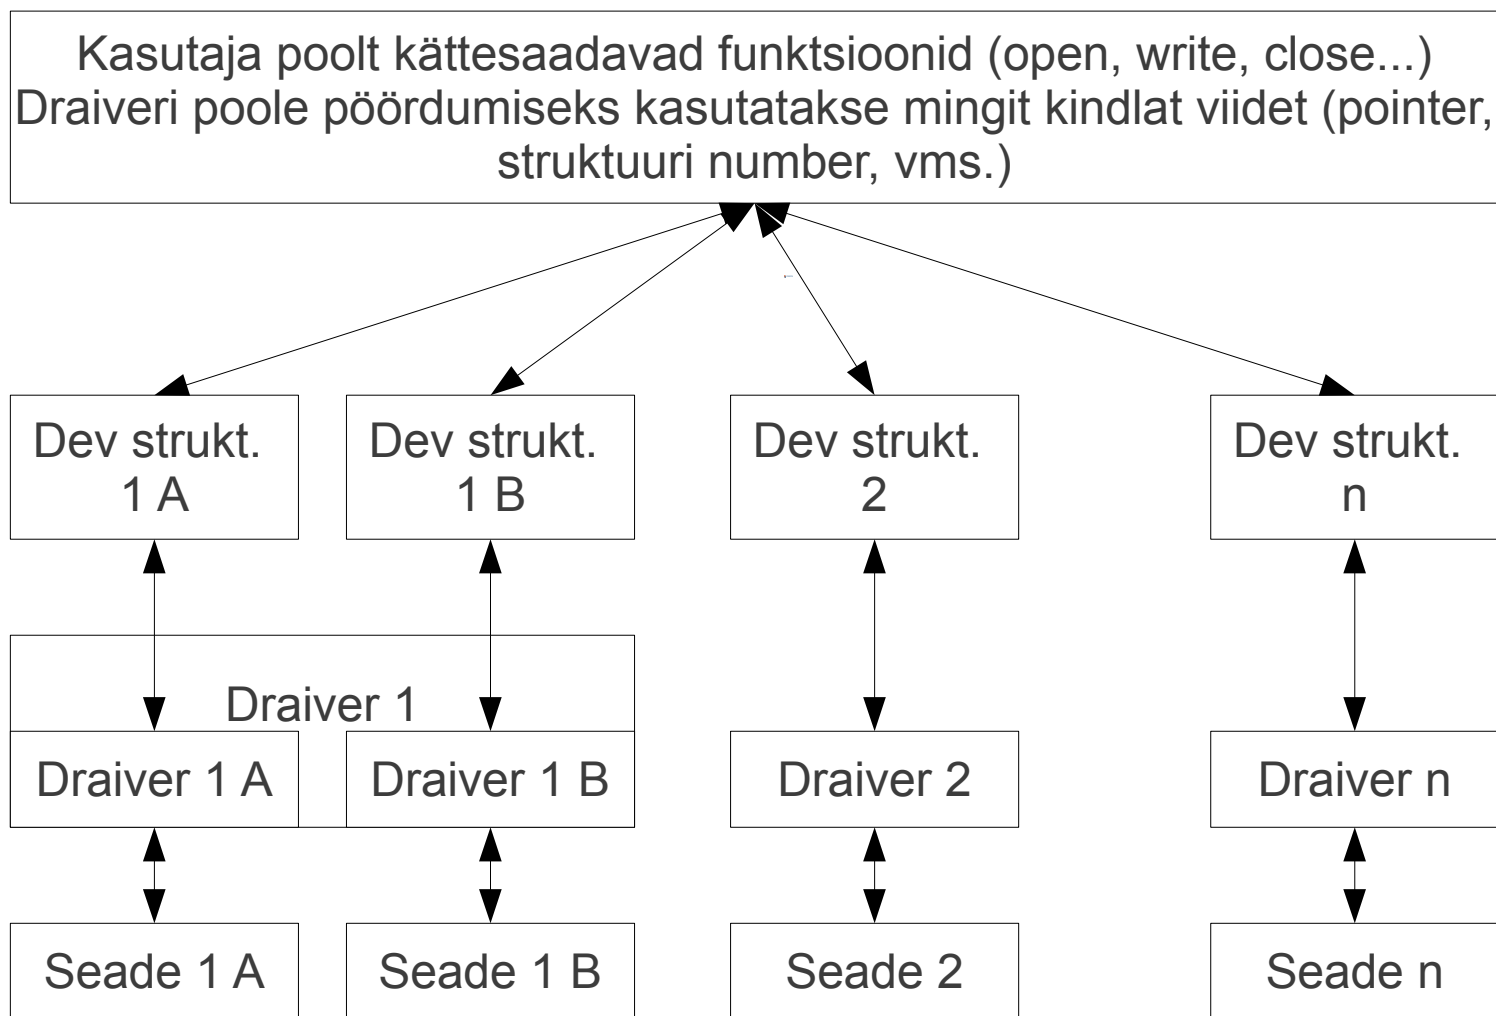 Kasutaja poolt kättesaadavad funktsioonid (open, write, close...)
Draiveri poole pöördumiseks kasutatakse mingit kindlat viidet (pointer,
struktuuri number, vms.)
Dev strukt.
1 A
Dev strukt.
1 B
Dev strukt.
2
Dev strukt.
n
Draiver 1
Draiver 1 A
Draiver 1 B
Draiver 2
Draiver n
Seade 1 A
Seade 1 B
Seade 2
Seade n